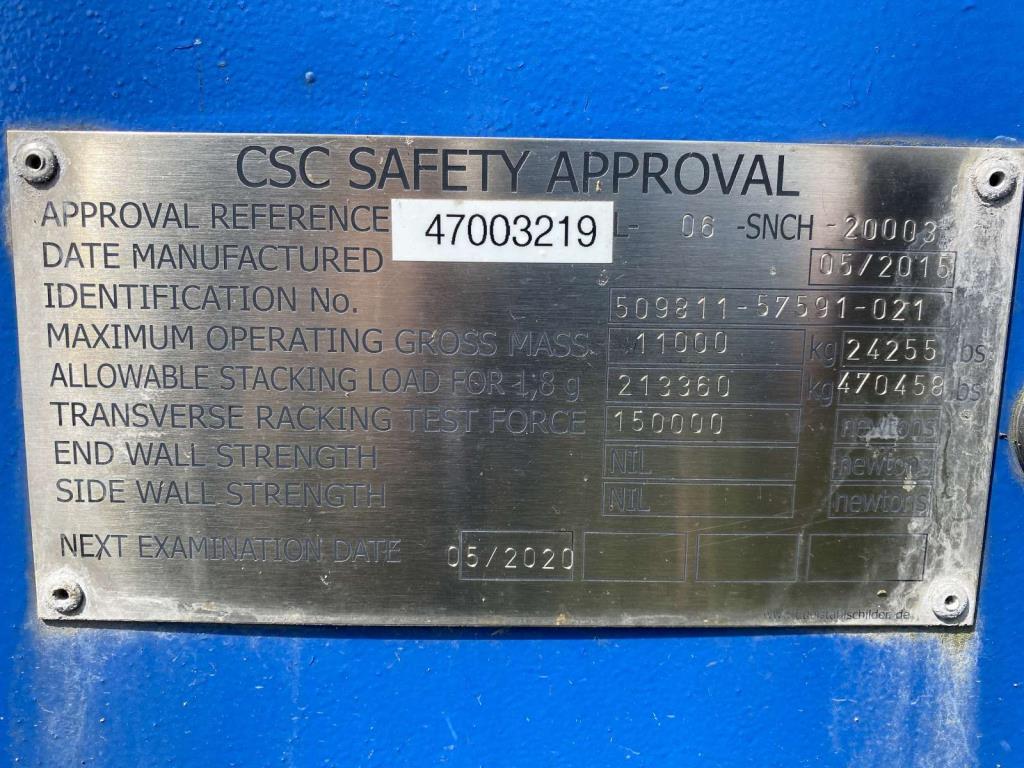 CSC SAFETY APPROVAL
APPROVAL REFERENCE 47003219 L- 06 -SNCH -20003
DATE MANUFACTURED 05/2015
IDENTIFICATION No. 509811-57591-021
MAXIMUM OPERATING GROSS MASS 11000 kg 24255 lbs
ALLOWABLE STACKING LOAD FOR 1,8 g 213360 kg 470458 lbs
TRANSVERSE RACKING TEST FORCE 150000 newtons
END WALL STRENGTH NIL newtons
SIDE WALL STRENGTH NIL newtons
NEXT EXAMINATION DATE 05/2020